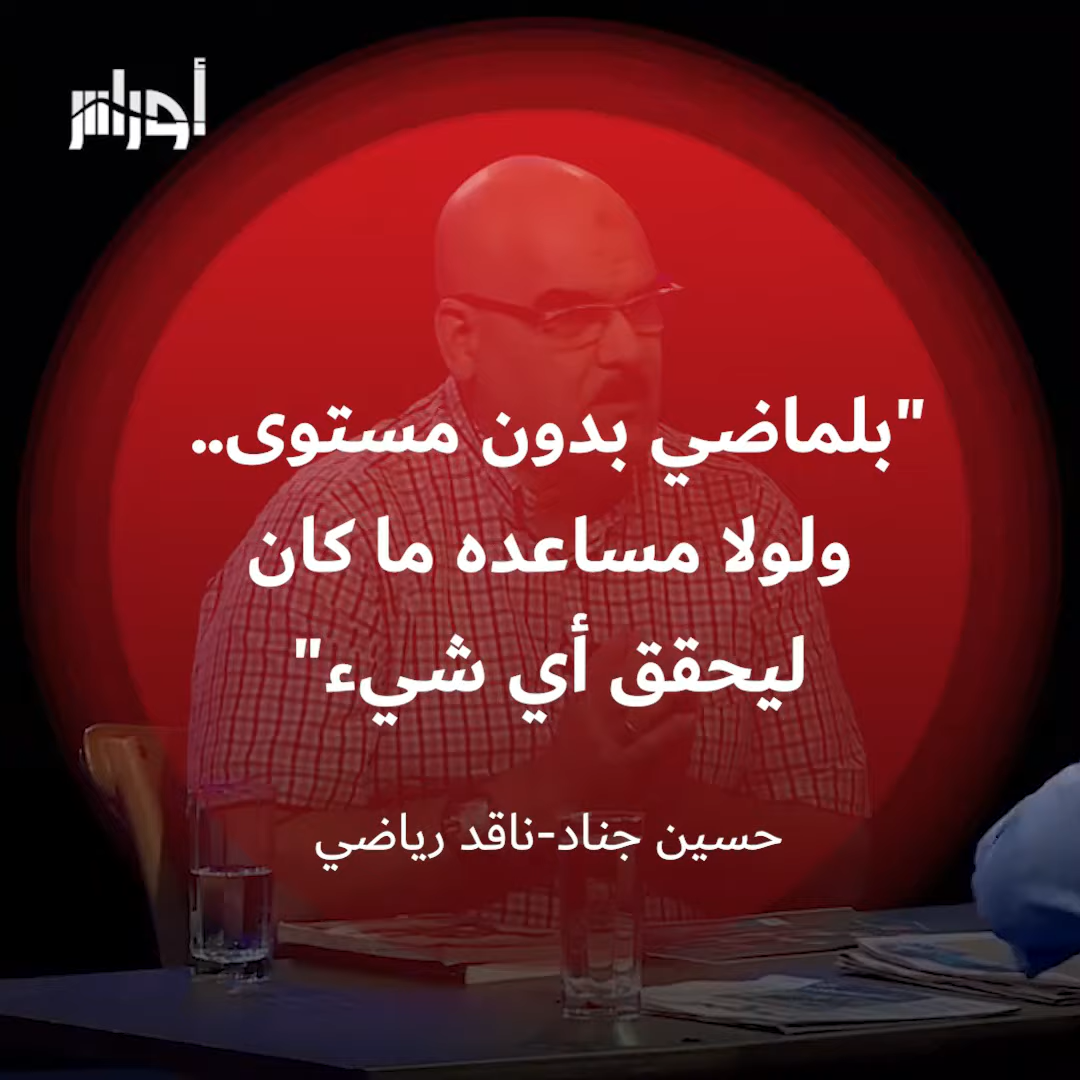 أوراس
"بلماضي بدون مستوى..
ولولا مساعده ما كان
ليحقق أي شيء"
حسين جناد-ناقد رياضي